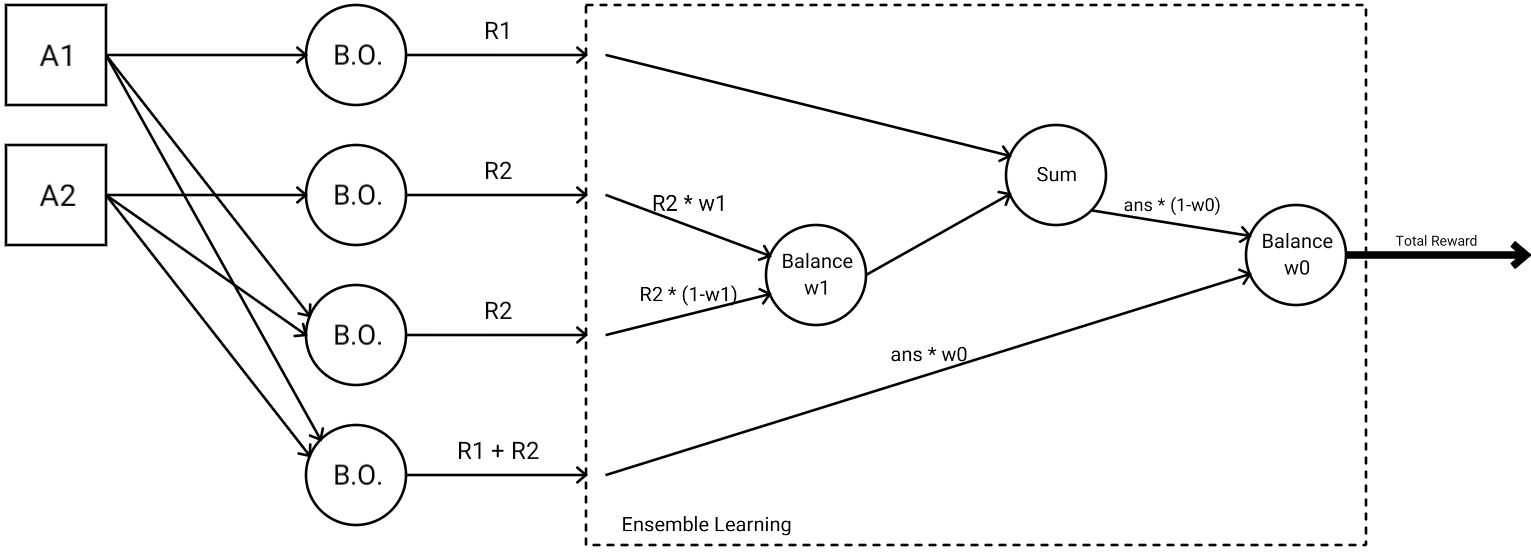 A1
B.O.
R1
A2
B.O.
R2
R2 * w1
Sum
ans * (1-w0)
Balance
w0
Total Reward
Balance
w1
R2 * (1-w1)
B.O.
R2
ans * w0
B.O.
R1 + R2
Ensemble Learning